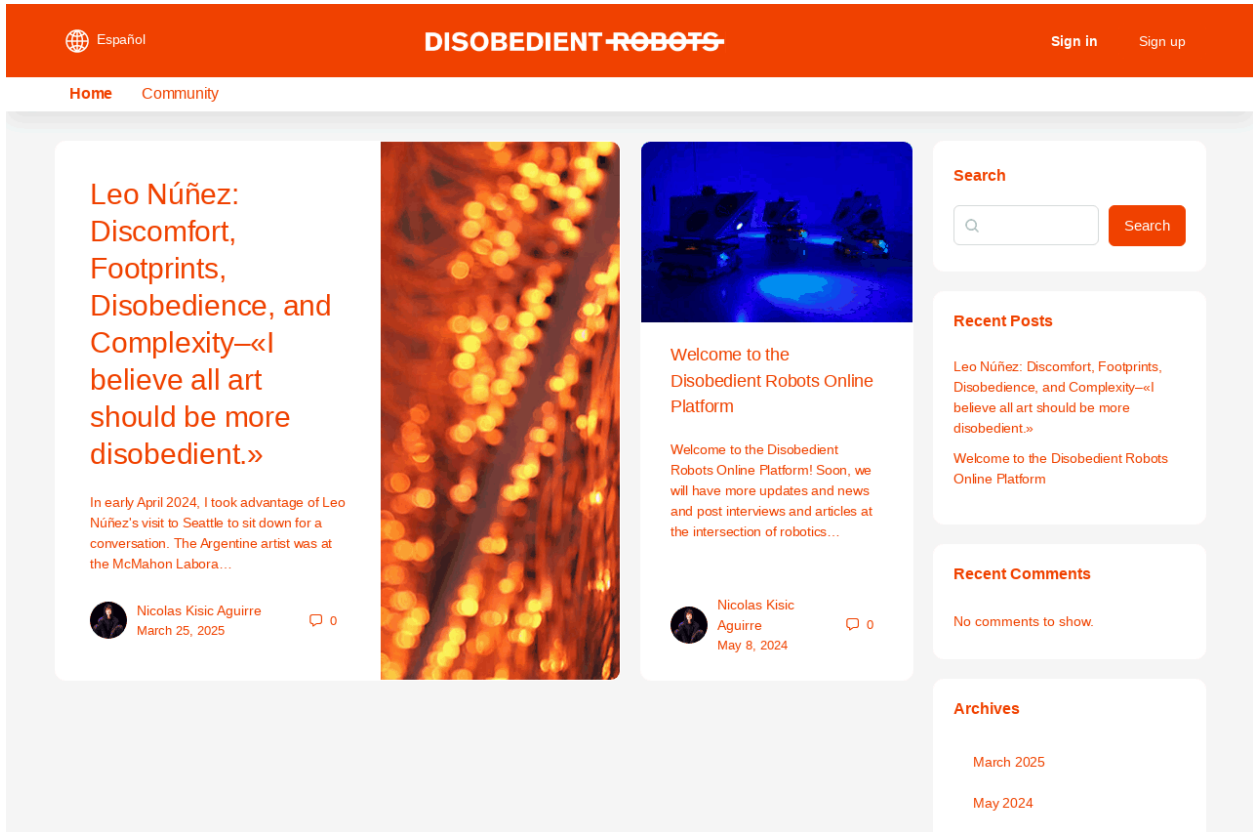 Español
DISOBEDIENT ROBOTS
Sign in
Sign up
Home
Community
Leo Núñez:
Discomfort,
Footprints,
Disobedience, and
Complexity–«I
believe all art
should be more
disobedient.»
In early April 2024, I took advantage of Leo
Núñez's visit to Seattle to sit down for a
conversation. The Argentine artist was at
the McMahon Labora…
Nicolas Kisic Aguirre
March 25, 2025
0
Welcome to the
Disobedient Robots Online
Platform
Welcome to the Disobedient
Robots Online Platform! Soon, we
will have more updates and news
and post interviews and articles at
the intersection of robotics…
Nicolas Kisic
Aguirre
May 8, 2024
0
Search
Search
Recent Posts
Leo Núñez: Discomfort, Footprints,
Disobedience, and Complexity–«I
believe all art should be more
disobedient.»
Welcome to the Disobedient Robots
Online Platform
Recent Comments
No comments to show.
Archives
March 2025
May 2024